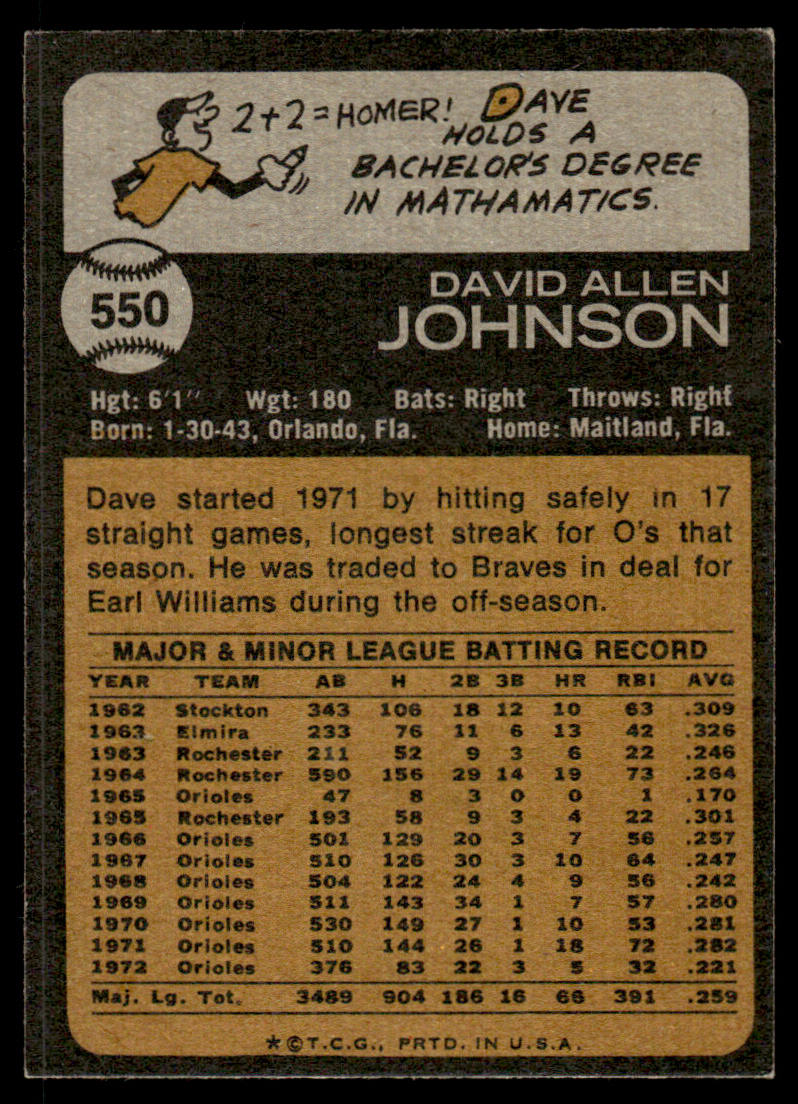 2+2=HOMER! DAVE
HOLDS A
BACHELOR'S DEGREE
IN MATHAMATICS.
550
DAVID ALLEN
JOHNSON
Hgt: 6'1" Wgt: 180 Bats: Right Throws: Right
Born: 1-30-43, Orlando, Fla. Home: Maitland, Fla.
Dave started 1971 by hitting safely in 17
straight games, longest streak for O's that
season. He was traded to Braves in deal for
Earl Williams during the off-season.
MAJOR & MINOR LEAGUE BATTING RECORD
YEAR TEAM AB H 2B 3B HR RBI AVG
1962 Stockton 343 106 18 12 10 63 .309
1963 Elmira 233 76 11 6 13 42 .326
1963 Rochester 211 52 9 3 6 22 .246
1964 Rochester 590 156 29 14 19 73 .264
1965 Orioles 47 8 3 0 0 1 .170
1965 Rochester 193 58 9 3 4 22 .301
1966 Orioles 501 129 20 3 7 56 .257
1967 Orioles 510 126 30 3 10 64 .247
1968 Orioles 504 122 24 4 9 56 .242
1969 Orioles 511 143 34 1 7 57 .280
1970 Orioles 530 149 27 1 10 53 .281
1971 Orioles 510 144 26 1 18 72 .282
1972 Orioles 376 83 22 3 5 32 .221
Maj. Lg. Tot. 3489 904 186 16 66 391 .259
*©T.C.G., PRTD. IN U.S.A.